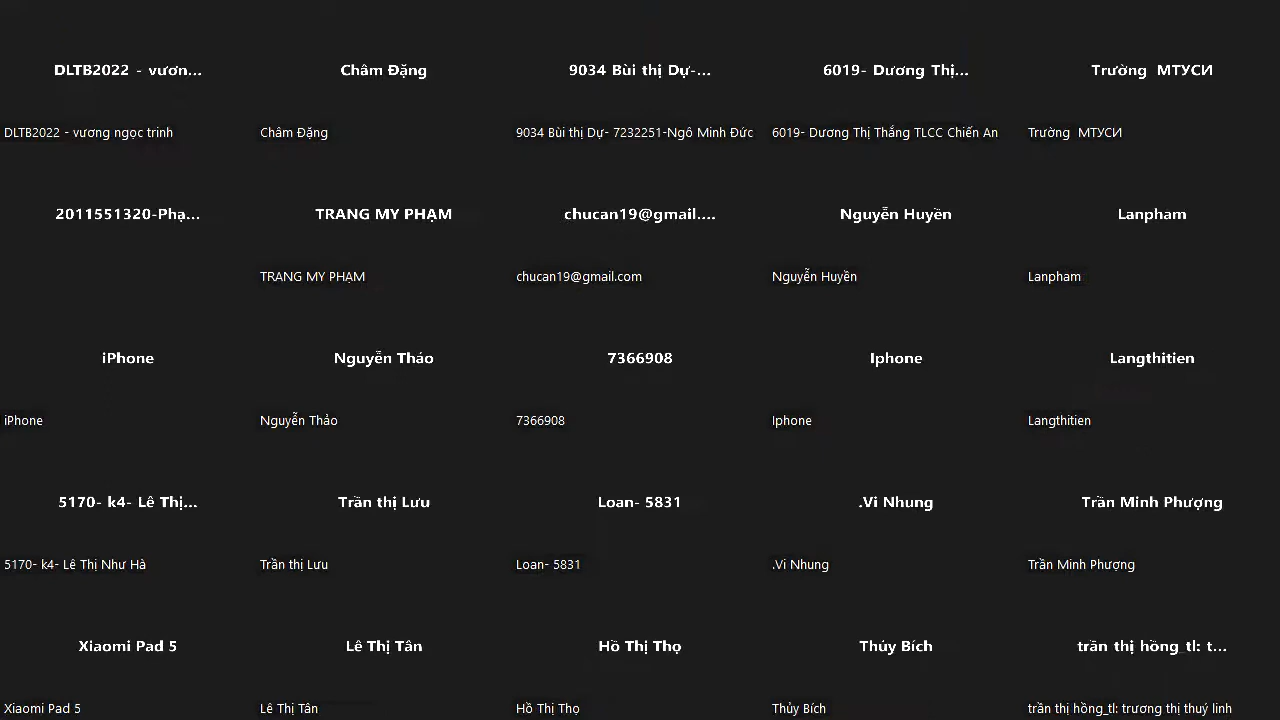 DLTB2022 - vươn...
Châm Đặng
9034 Bùi thị Dự-...
6019- Dương Thị...
Trường  МТУСИ
DLTB2022 - vương ngọc trinh
Châm Đặng
9034 Bùi thị Dự- 7232251-Ngô Minh Đức
6019- Dương Thị Thắng TLCC Chiến An
Trường  МТУСИ
2011551320-Phạ...
TRANG MY PHẠM
chucan19@gmail....
Nguyễn Huyền
Lanpham
TRANG MY PHẠM
chucan19@gmail.com
Nguyễn Huyền
Lanpham
iPhone
Nguyễn Thảo
7366908
Iphone
Langthitien
iPhone
Nguyễn Thảo
7366908
Iphone
Langthitien
5170- k4- Lê Thị...
Trần thị Lưu
Loan- 5831
.Vi Nhung
Trần Minh Phượng
5170- k4- Lê Thị Như Hà
Trần thị Lưu
Loan- 5831
.Vi Nhung
Trần Minh Phượng
Xiaomi Pad 5
Lê Thị Tân
Hồ Thị Thọ
Thủy Bích
trần thị hồng_tl: t...
Xiaomi Pad 5
Lê Thị Tân
Hồ Thị Thọ
Thủy Bích
trần thị hồng_tl: trương thị thuý linh